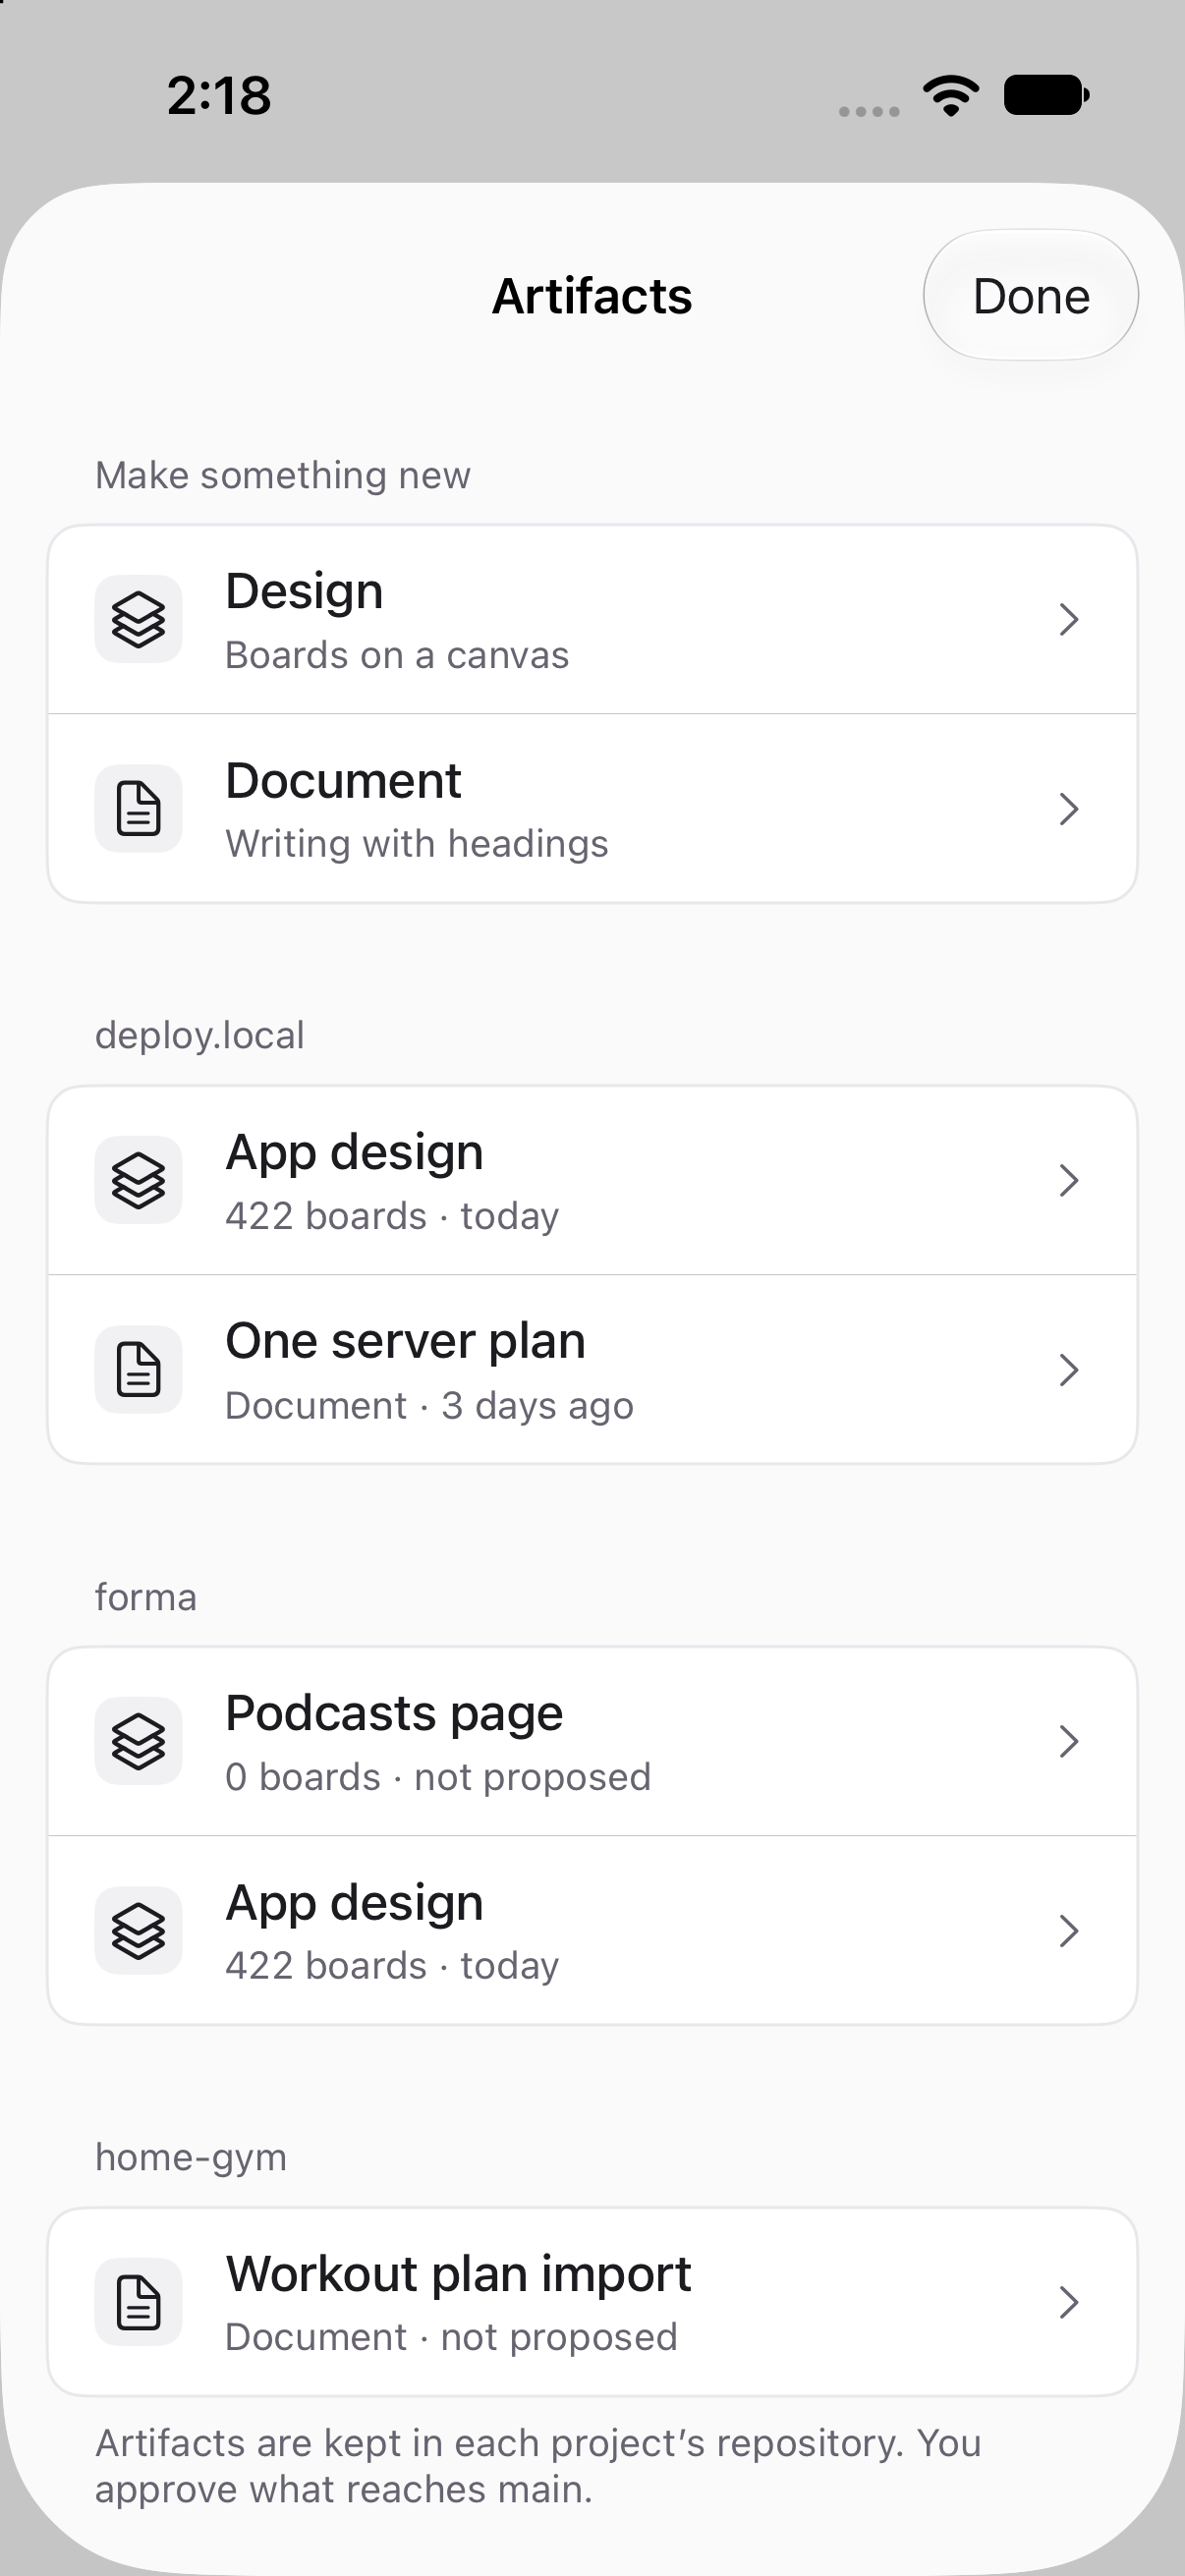 2:18
Artifacts
Done
Make something new
Design
Boards on a canvas
Document
Writing with headings
deploy.local
App design
422 boards · today
One server plan
Document · 3 days ago
forma
Podcasts page
0 boards · not proposed
App design
422 boards · today
home-gym
Workout plan import
Document · not proposed
Artifacts are kept in each project’s repository. You
approve what reaches main.